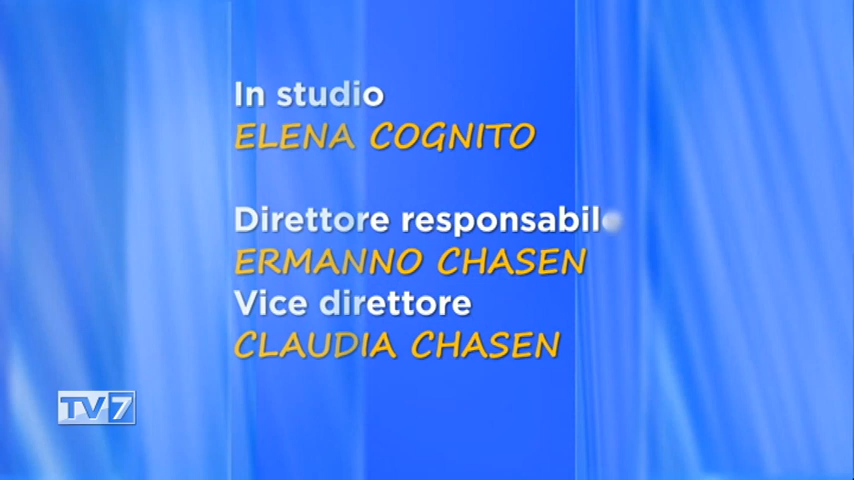 In studio
ELENA COGNITO
Direttore responsabile
ERMANNO CHASEN
Vice direttore
CLAUDIA CHASEN
TV7